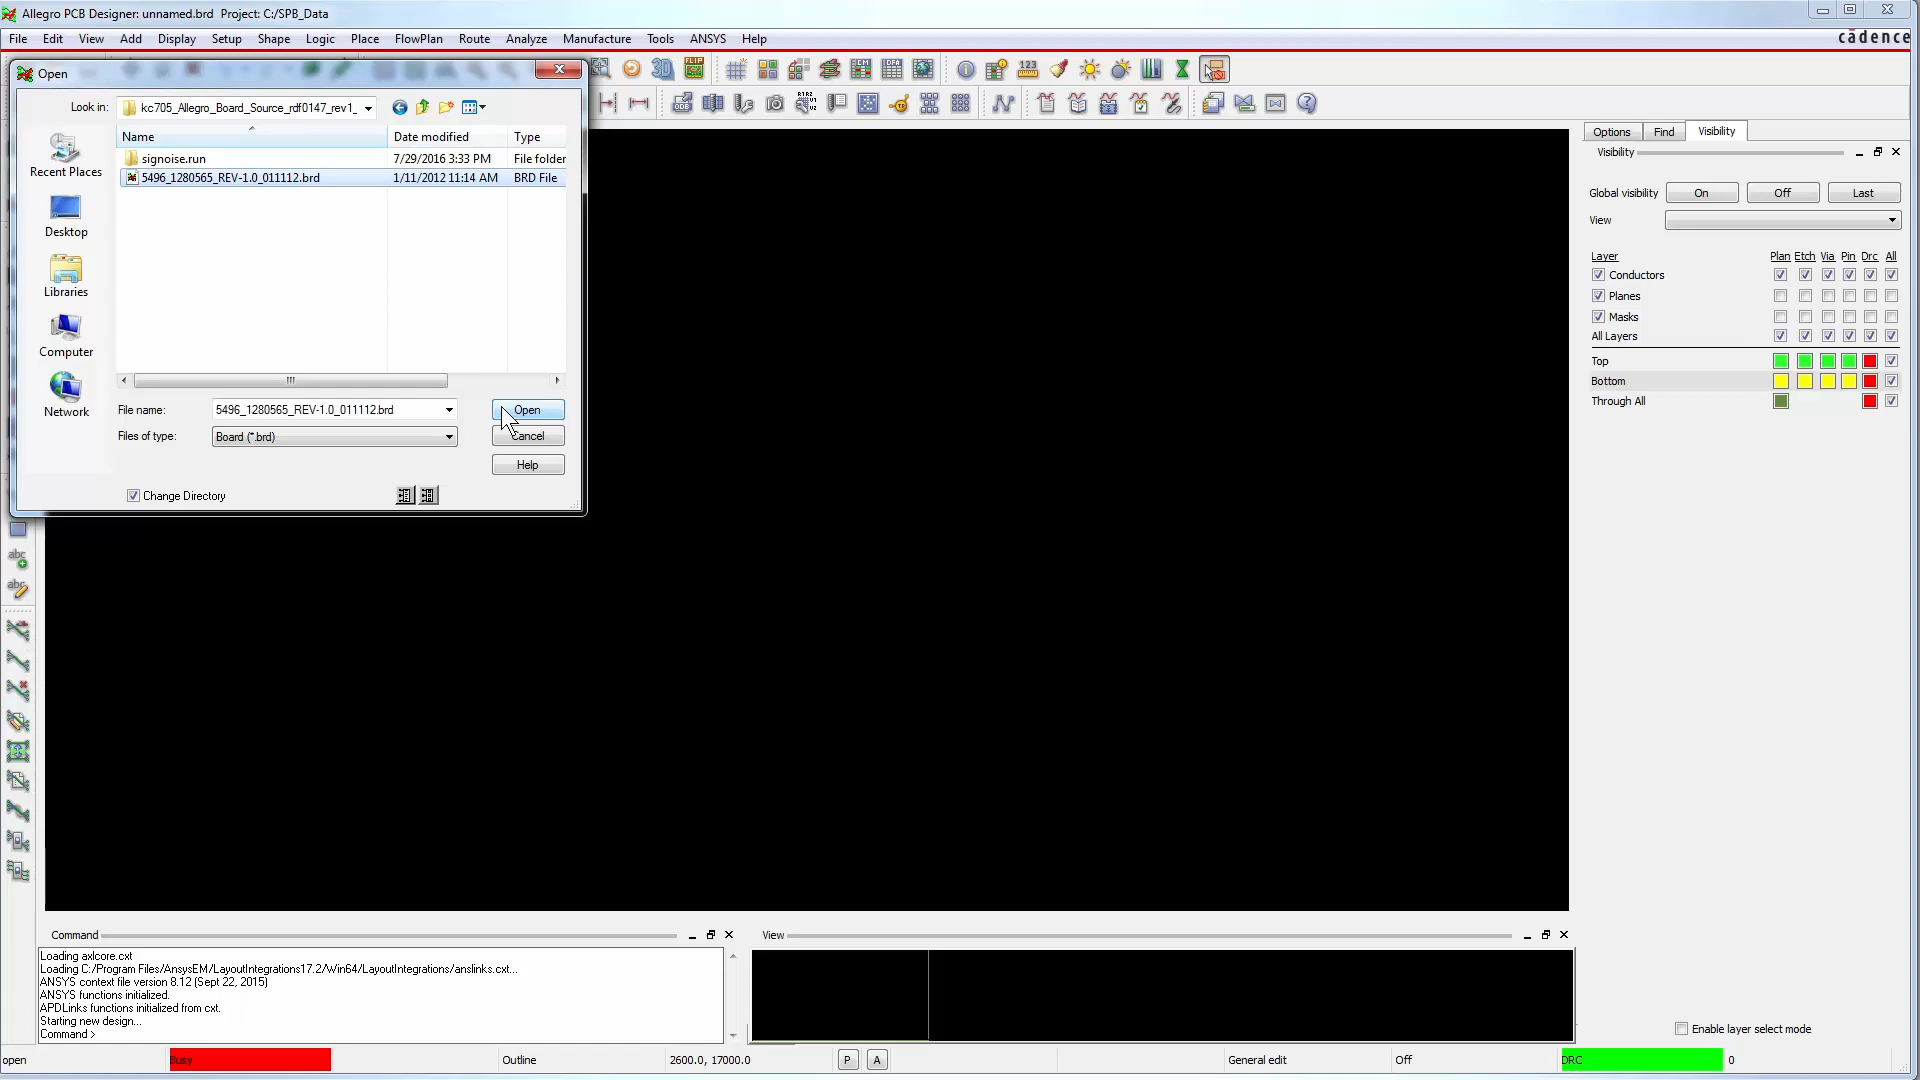 Allegro PCB Designer: unnamed.brd Project: C:/SPB_Data
File Edit View Add Display Setup Shape Logic Place FlowPlan Route Analyze Manufacture Tools ANSYS Help
cādence
Open
Look in: kc705_Allegro_Board_Source_rdf0147_rev1_
Name Date modified Type
signoise.run 7/29/2016 3:33 PM File folder
5496_1280565_REV-1.0_011112.brd 1/11/2012 11:14 AM BRD File
Recent Places
Desktop
Libraries
Computer
Network
File name: 5496_1280565_REV-1.0_011112.brd Open
Files of type: Board (*.brd) Cancel
Help
Change Directory
Options Find Visibility
Visibility
Global visibility On Off Last
View
Layer Plan Etch Via Pin Drc All
Conductors
Planes
Masks
All Layers
Top
Bottom
Through All
Enable layer select mode
Command
Loading axlcore.cxt
Loading C:/Program Files/AnsysEM/LayoutIntegrations17.2/Win64/LayoutIntegrations/anslinks.cxt...
ANSYS context file version 8.12 (Sept 22, 2015)
ANSYS functions initialized.
APDLinks functions initialized from cxt.
Starting new design...
Command >
View
open Busy Outline 2600.0, 17000.0 P A General edit Off DRC 0